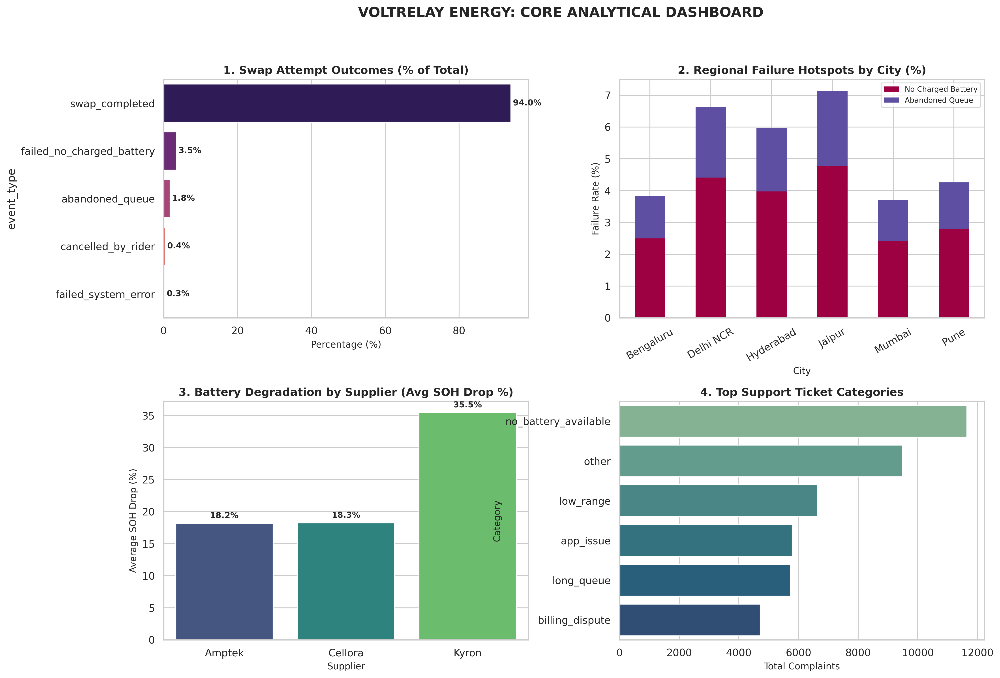 VOLTRELAY ENERGY: CORE ANALYTICAL DASHBOARD
1. Swap Attempt Outcomes (% of Total)
event_type
swap_completed
94.0%
failed_no_charged_battery
3.5%
abandoned_queue
1.8%
cancelled_by_rider
0.4%
failed_system_error
0.3%
0 20 40 60 80
Percentage (%)
2. Regional Failure Hotspots by City (%)
No Charged Battery
Abandoned Queue
Failure Rate (%)
7
6
5
4
3
2
1
0
Bengaluru Delhi NCR Hyderabad Jaipur Mumbai Pune
City
3. Battery Degradation by Supplier (Avg SOH Drop %)
Average SOH Drop (%)
35
30
25
20
15
10
5
0
18.2% 18.3% 35.5%
Amptek Cellora Kyron
Supplier
4. Top Support Ticket Categories
Category
no_battery_available
other
low_range
app_issue
long_queue
billing_dispute
0 2000 4000 6000 8000 10000 12000
Total Complaints